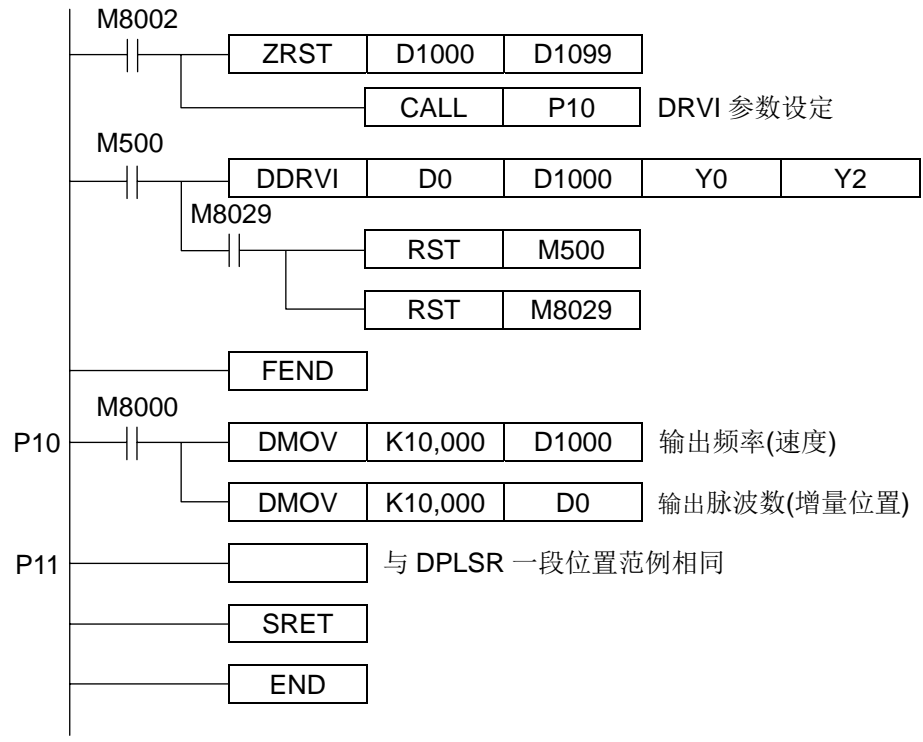 M8002
ZRST D1000 D1099
CALL P10 DRVI 参数设定
M500
DDRVI D0 D1000 Y0 Y2
M8029
RST M500
RST M8029
FEND
M8000
P10 DMOV K10,000 D1000 输出频率(速度)
DMOV K10,000 D0 输出脉波数(增量位置)
P11 与 DPLSR 一段位置范例相同
SRET
END